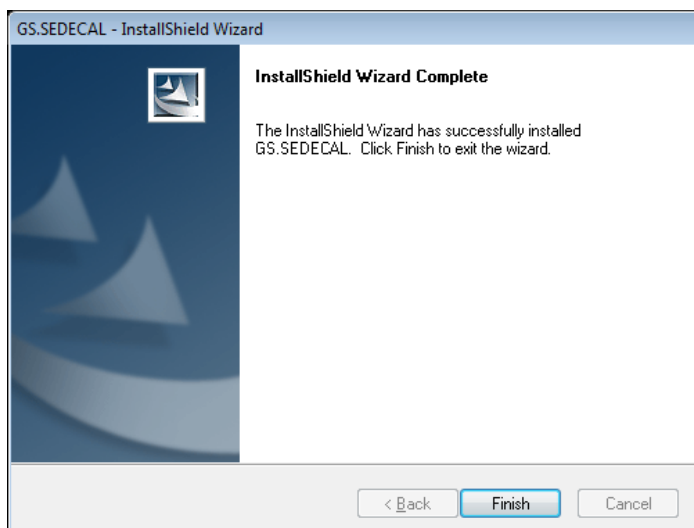 GS.SEDECAL - InstallShield Wizard
InstallShield Wizard Complete
The InstallShield Wizard has successfully installed
GS.SEDECAL. Click Finish to exit the wizard.
< Back
Finish
Cancel